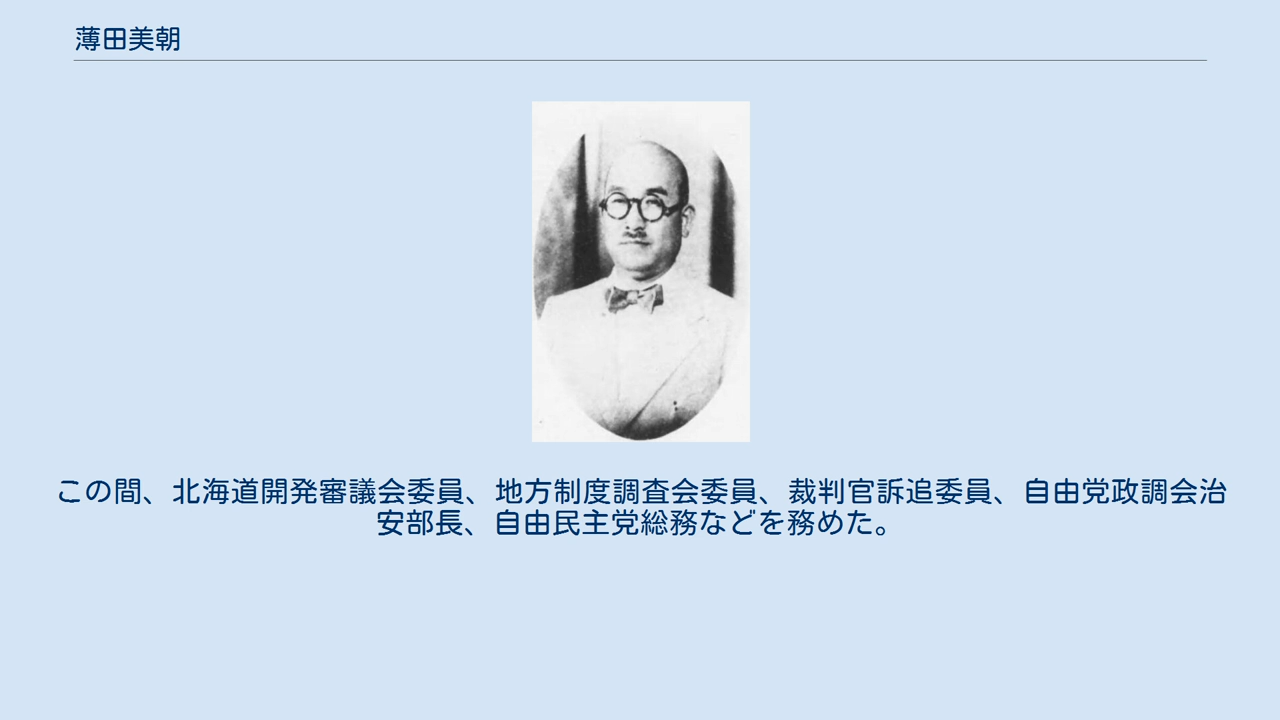 薄田美朝
この間、北海道開発審議会委員、地方制度調査会委員、裁判官訴追委員、自由党政調会治
安部長、自由民主党総務などを務めた。